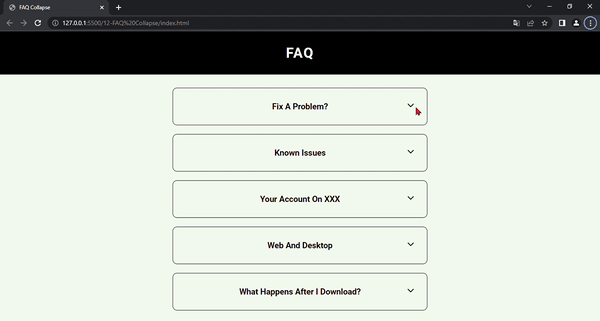 FAQ Collapse
127.0.0.1:5500/12-FAQ%20Collapse/index.html
FAQ
Fix A Problem?
Known Issues
Your Account On XXX
Web And Desktop
What Happens After I Download?